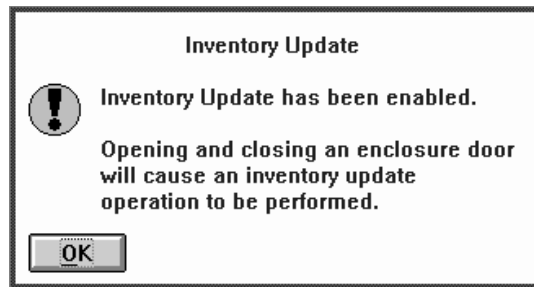 Inventory Update
Inventory Update has been enabled.
Opening and closing an enclosure door
will cause an inventory update
operation to be performed.
OK